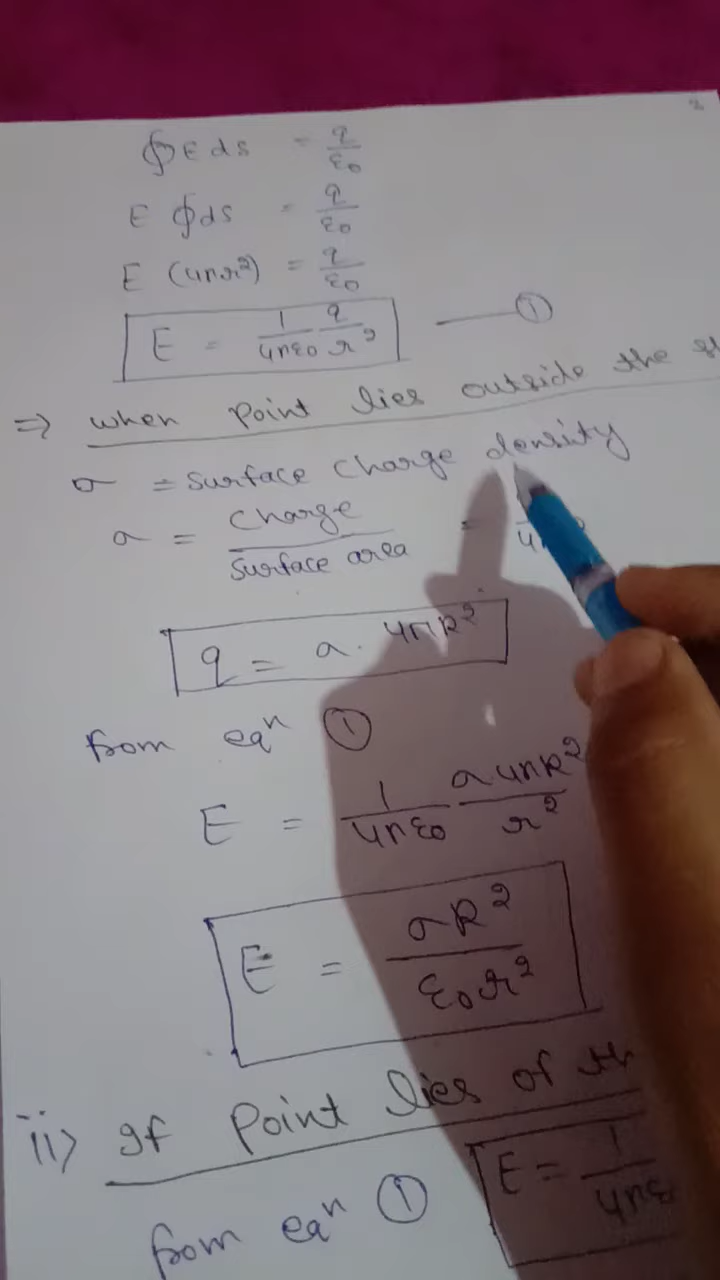 2
∮ E ds = q/ε0
E ∮ ds = q/ε0
E (4πr²) = q/ε0
E = 1/4πε0 q/r² —— ①
⇒ when point lies outside the
σ = surface charge density
σ = charge/surface area =
q = σ. 4πR²
from eqⁿ ①
E = 1/4πε0 σ4πR²/r²
E = σR²/ε0r²
ii> If point lies of
from eqⁿ ① E = 1/4πε